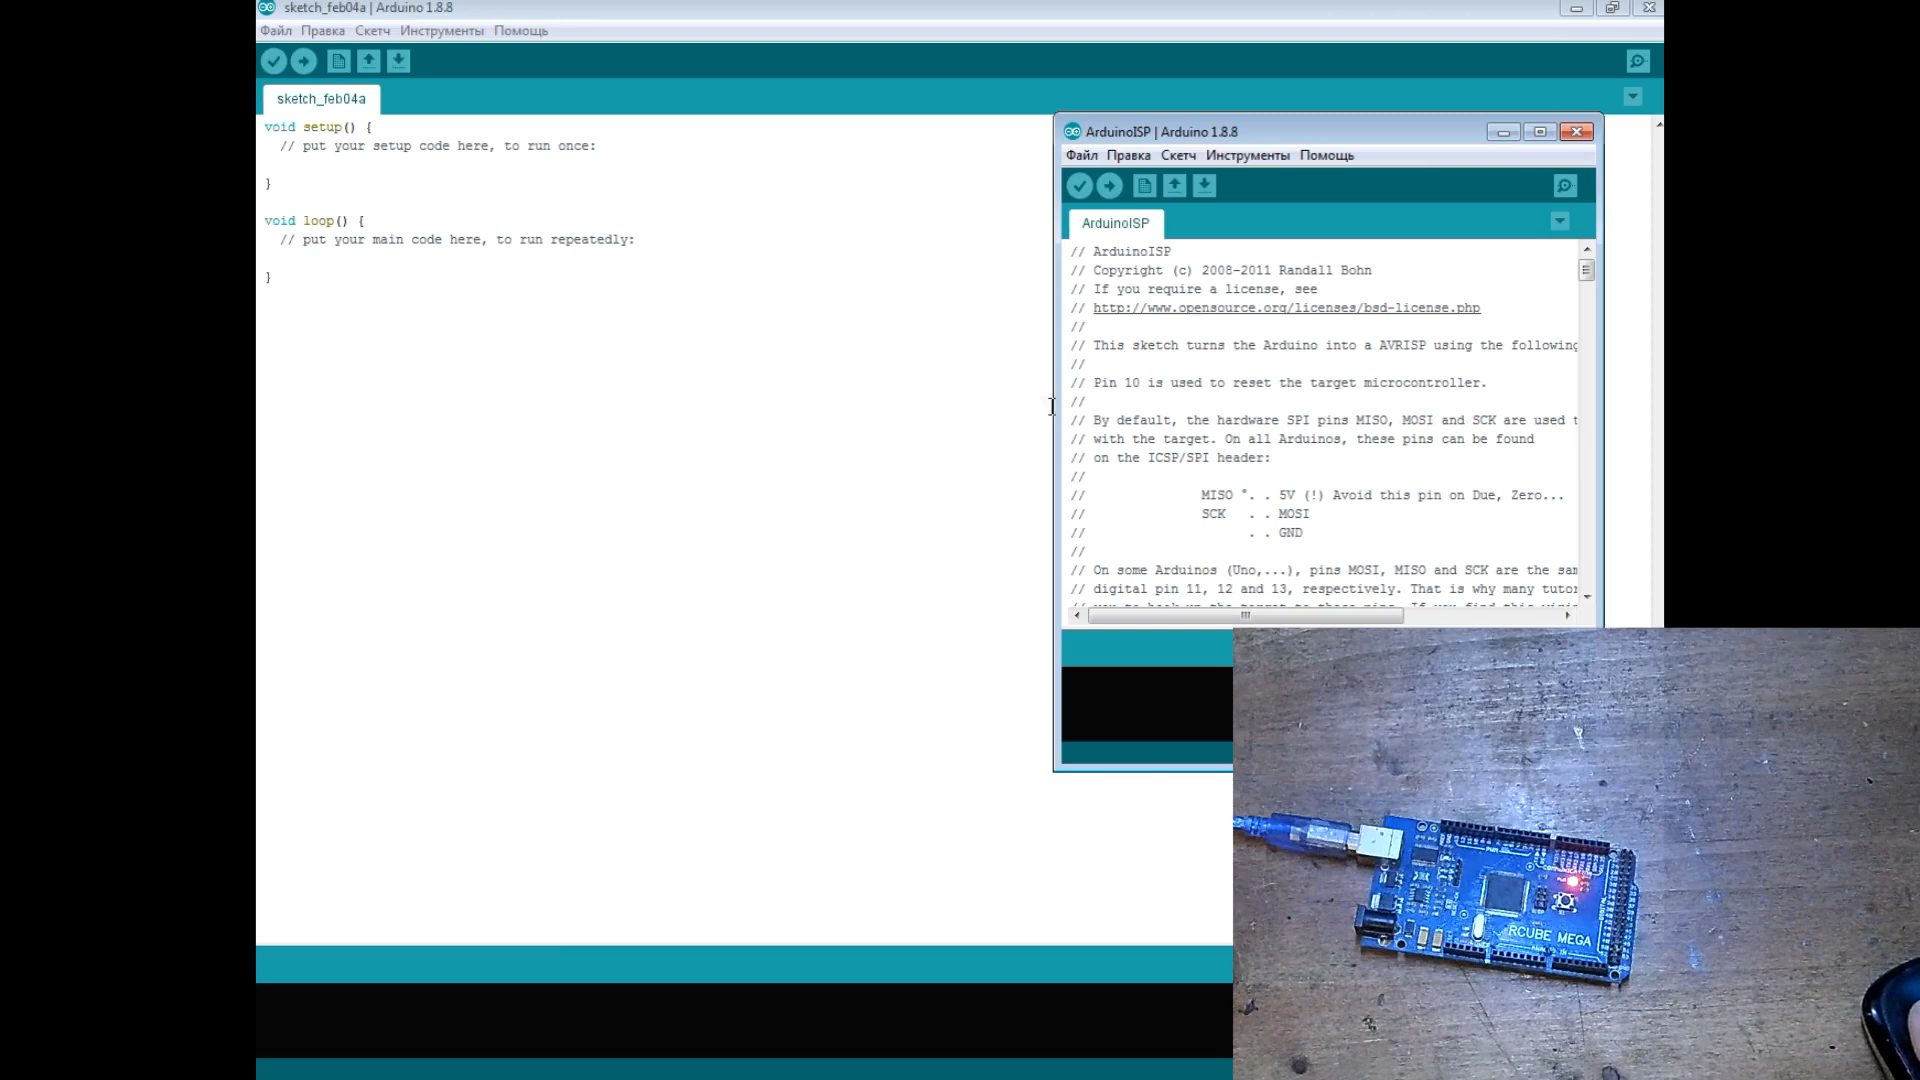 sketch_feb04a | Arduino 1.8.8
Файл Правка Скетч Инструменты Помощь
sketch_feb04a
void setup() {
// put your setup code here, to run once:
}
void loop() {
// put your main code here, to run repeatedly:
}
ArduinoISP | Arduino 1.8.8
Файл Правка Скетч Инструменты Помощь
ArduinoISP
// ArduinoISP
// Copyright (c) 2008-2011 Randall Bohn
// If you require a license, see
// http://www.opensource.org/licenses/bsd-license.php
//
// This sketch turns the Arduino into a AVRISP using the following
//
// Pin 10 is used to reset the target microcontroller.
//
// By default, the hardware SPI pins MISO, MOSI and SCK are used t
// with the target. On all Arduinos, these pins can be found
// on the ICSP/SPI header:
//
// MISO °. . 5V (!) Avoid this pin on Due, Zero...
// SCK . . MOSI
// . . GND
//
// On some Arduinos (Uno,...), pins MOSI, MISO and SCK are the sam
// digital pin 11, 12 and 13, respectively. That is why many tutor
COMMUNICATION
PWM
DIGITAL
RCUBE MEGA